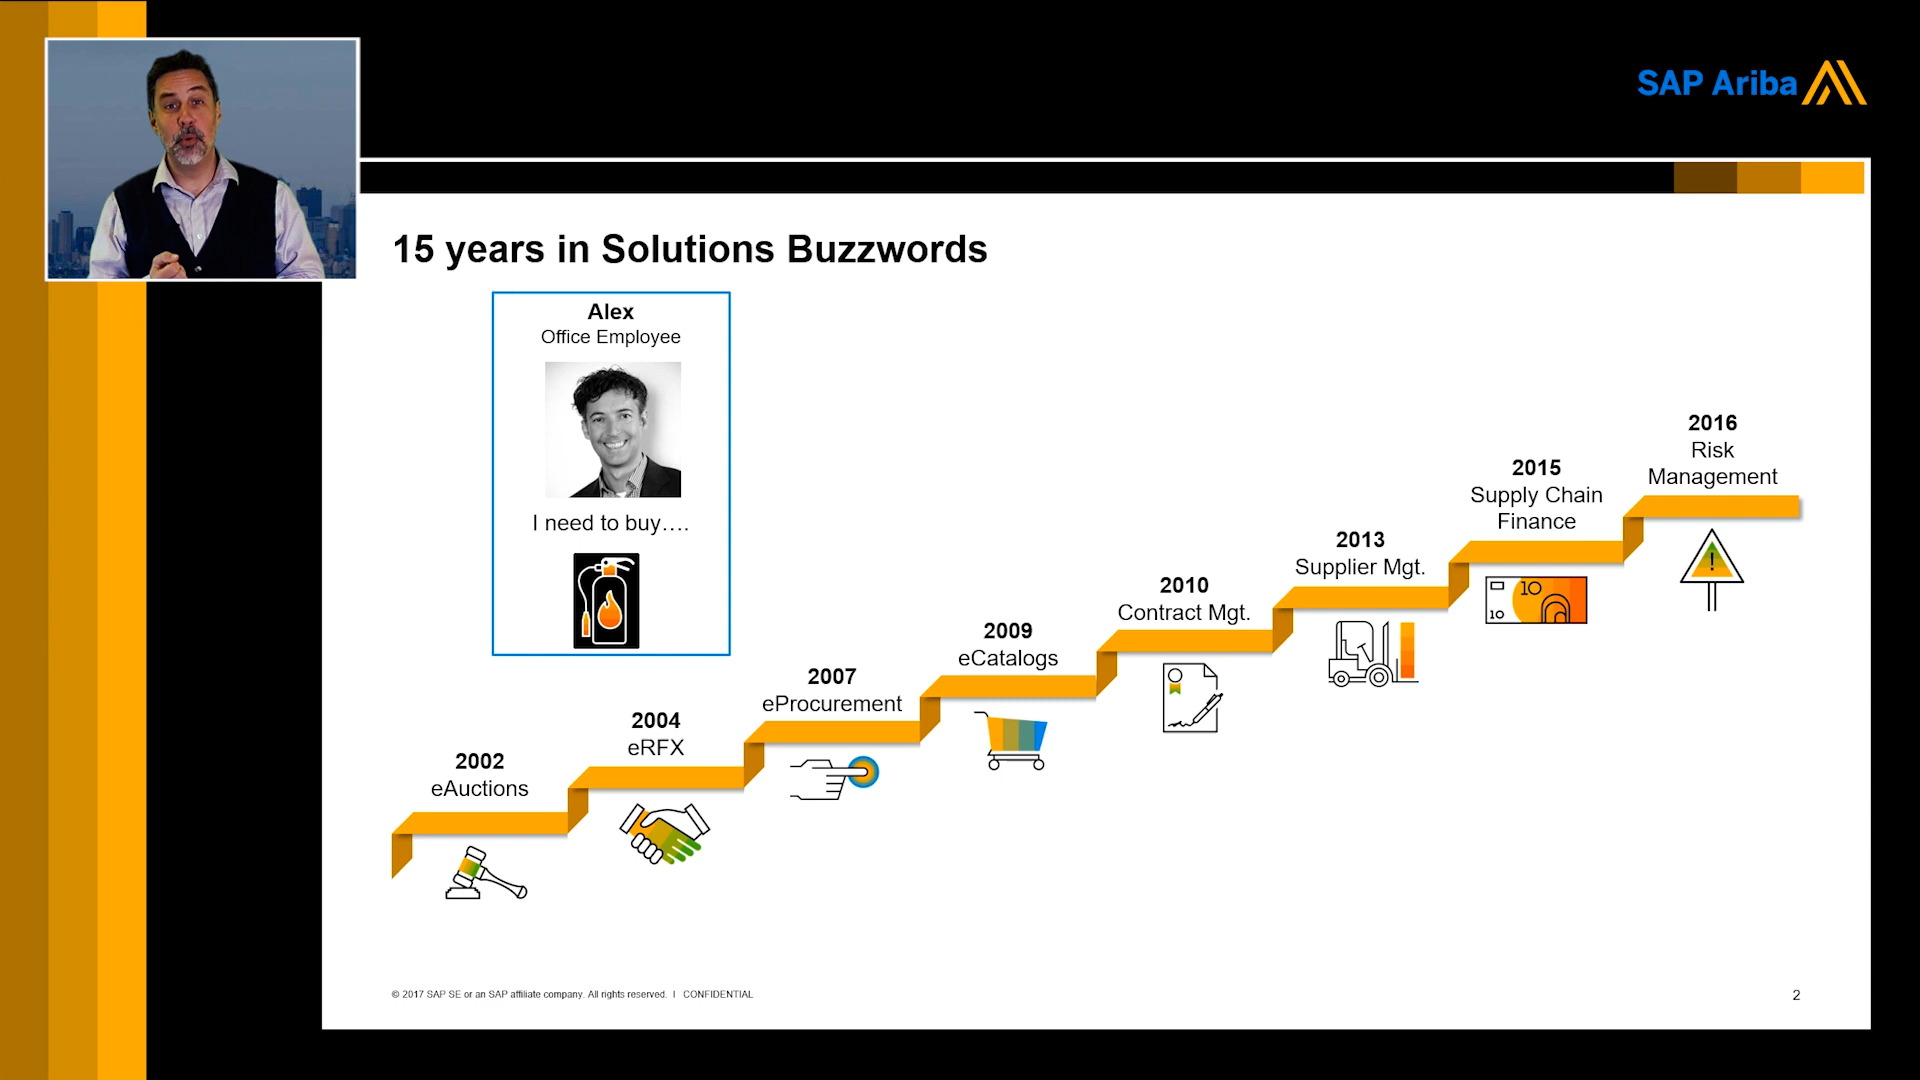 SAP Ariba
15 years in Solutions Buzzwords
Alex
Office Employee
I need to buy….
2002
eAuctions
2004
eRFX
2007
eProcurement
2009
eCatalogs
2010
Contract Mgt.
2013
Supplier Mgt.
2015
Supply Chain
Finance
10
10
2016
Risk
Management
!
© 2017 SAP SE or an SAP affiliate company. All rights reserved. I CONFIDENTIAL
2